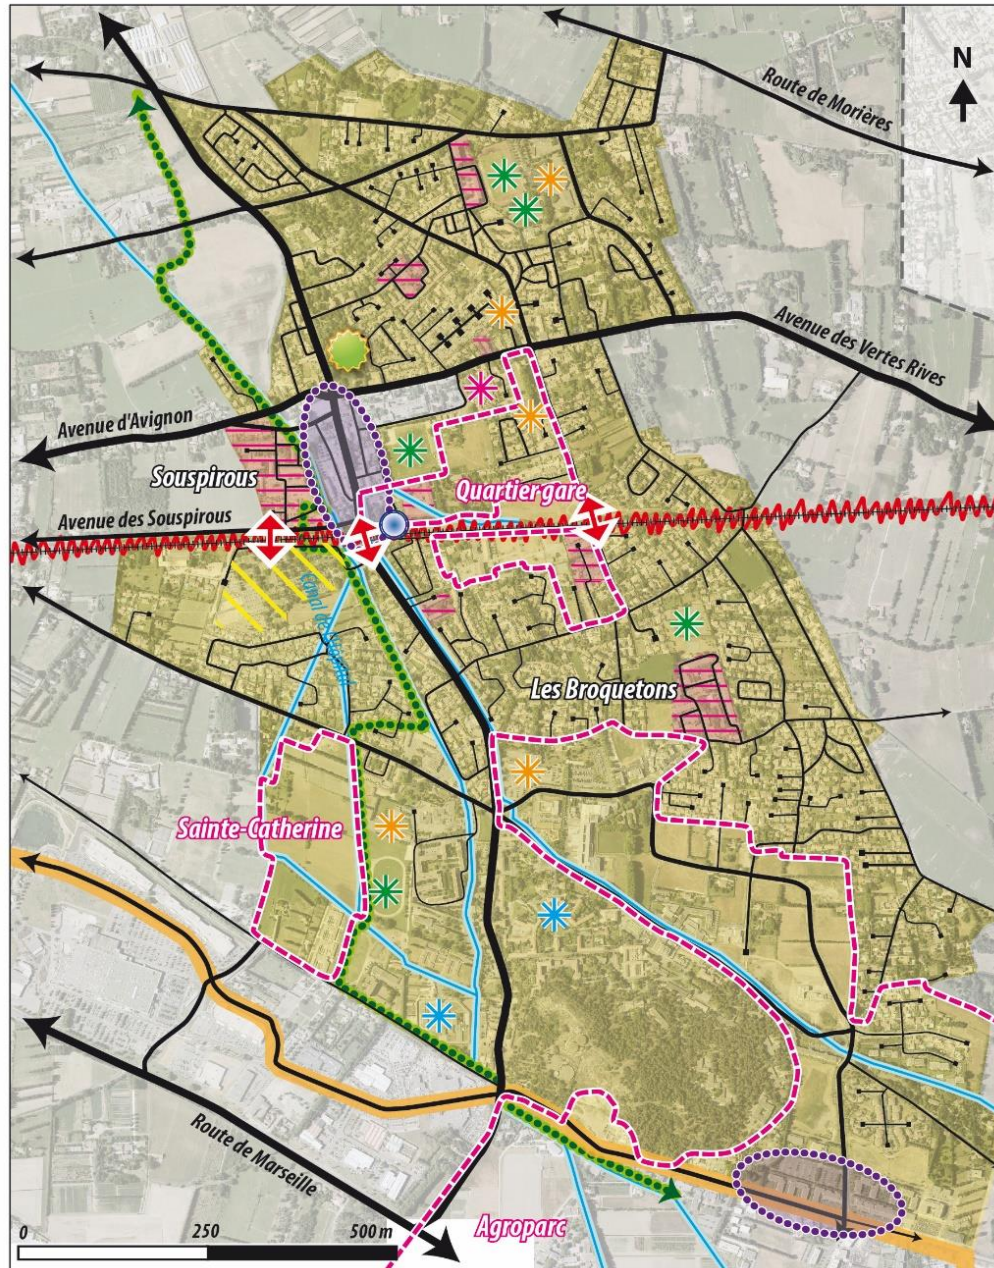 N
Route de Morières
Avenue des Vertes Rives
Avenue d'Avignon
Souspirous
Quartier gare
Avenue des Souspirous
Les Broquetons
Sainte-Catherine
Route de Marseille
Agroparc
0 250 500 m